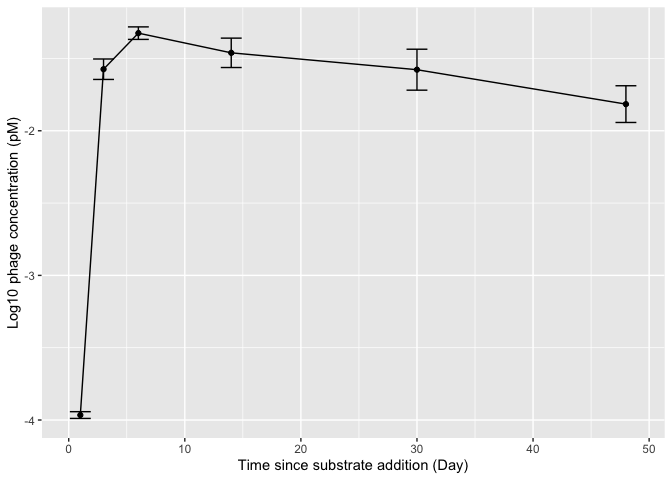 Log10 phage concentration (pM)
-2
-3
-4
0 10 20 30 40 50
Time since substrate addition (Day)